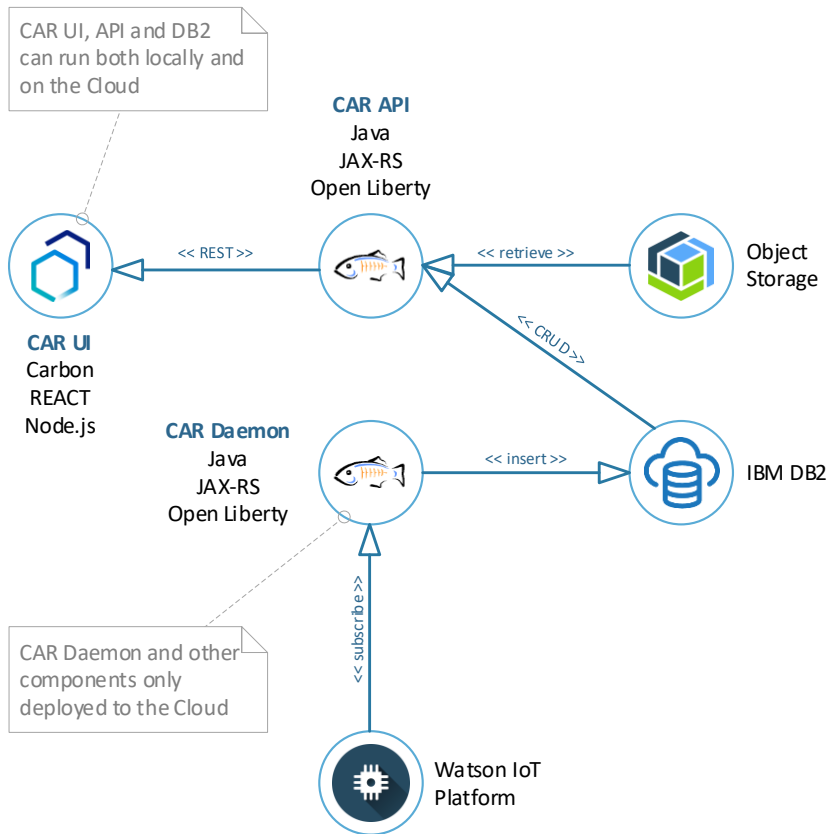 CAR UI, API and DB2
can run both locally and
on the Cloud
CAR API
Java
JAX-RS
Open Liberty
<< REST >>
<< retrieve >>
Object
Storage
CAR UI
Carbon
REACT
Node.js
<< CRUD >>
CAR Daemon
Java
JAX-RS
Open Liberty
<< insert >>
IBM DB2
<< subscribe >>
CAR Daemon and other
components only
deployed to the Cloud
Watson IoT
Platform